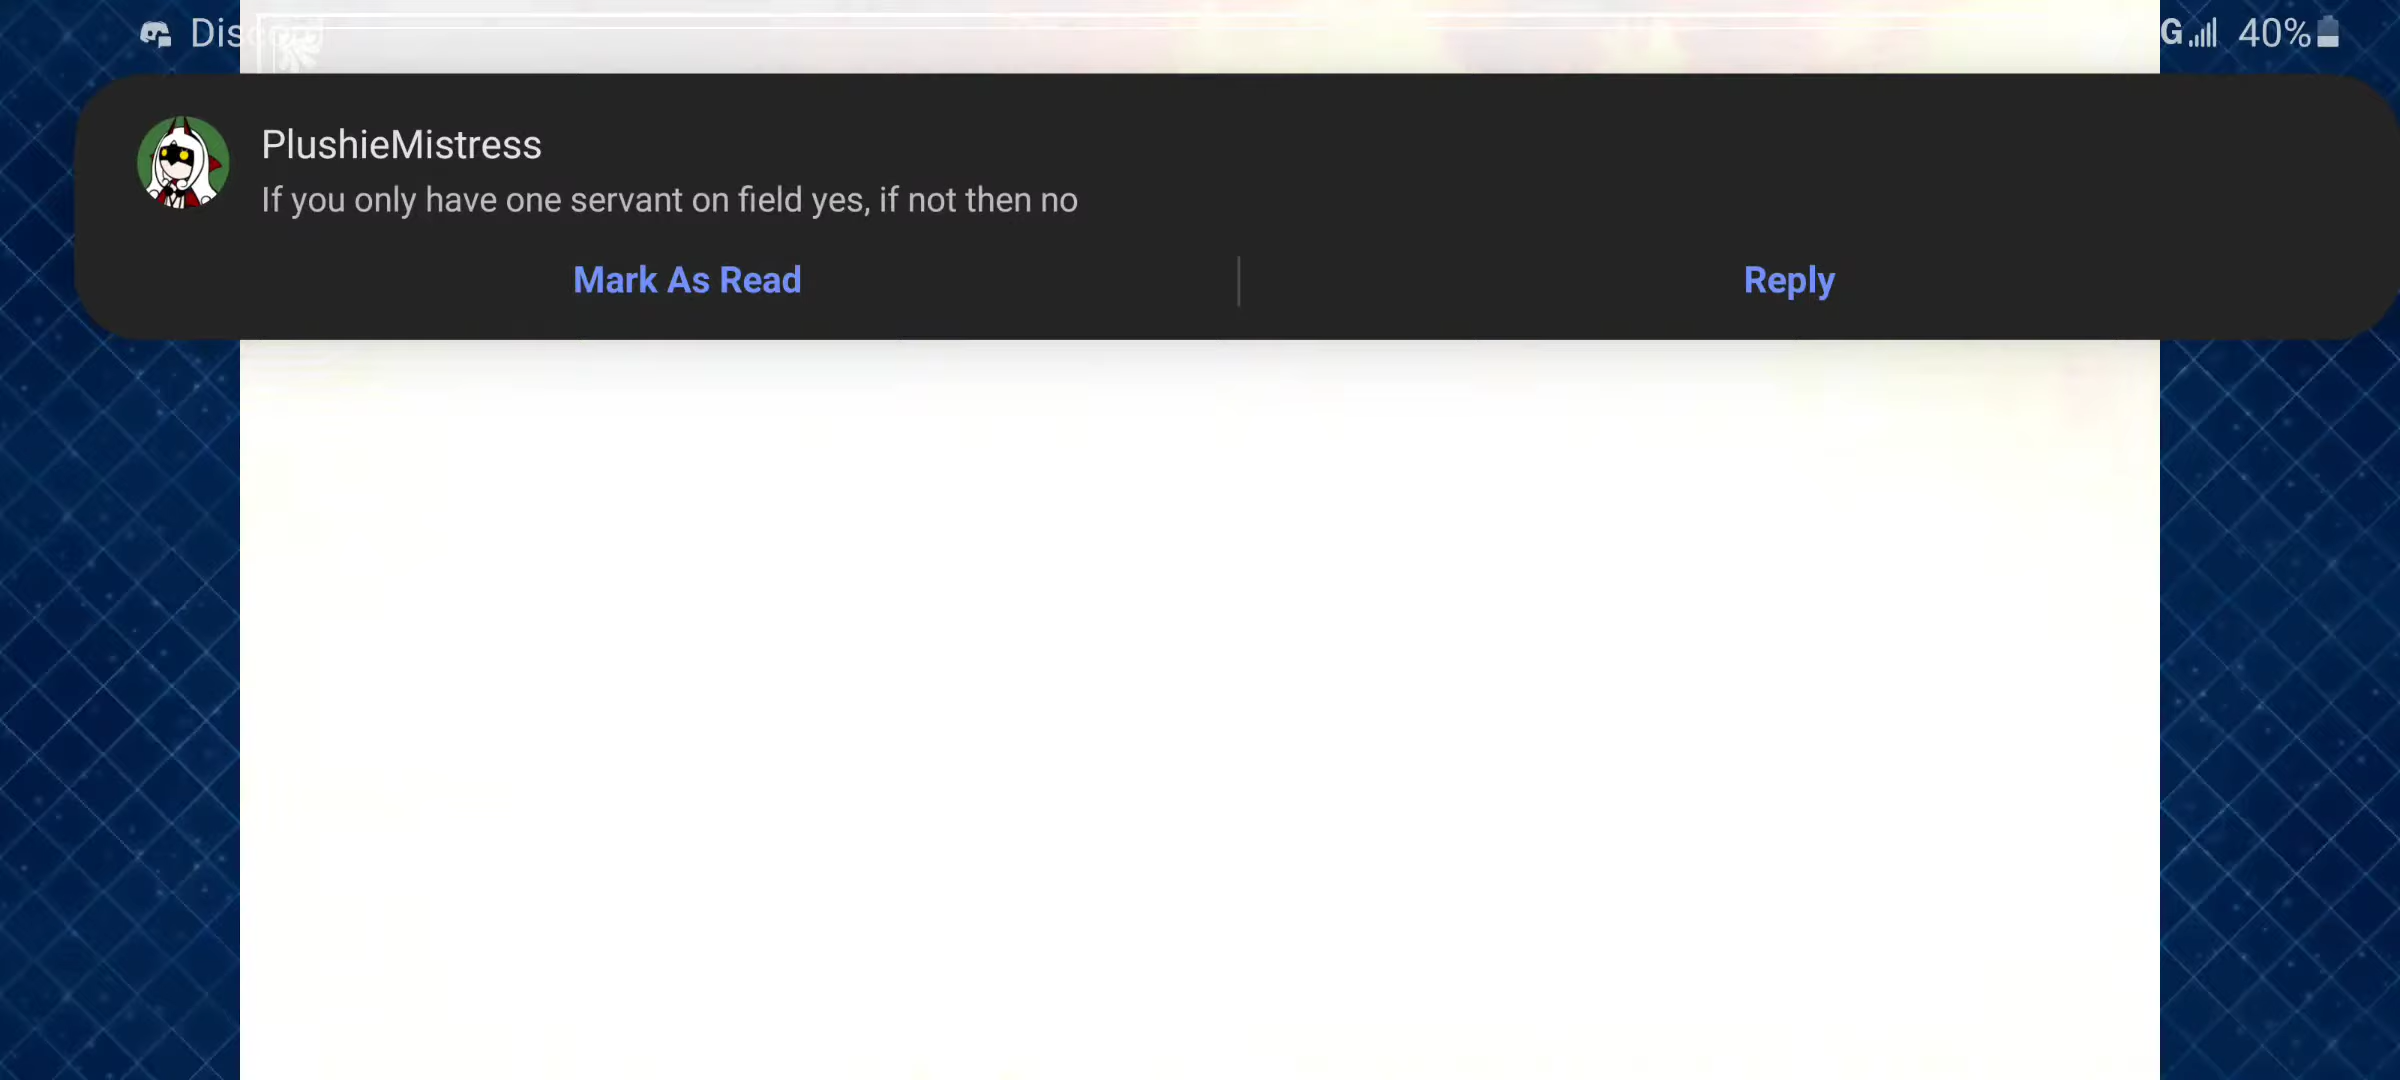 Discord
G 40%
PlushieMistress
If you only have one servant on field yes, if not then no
Mark As Read
Reply